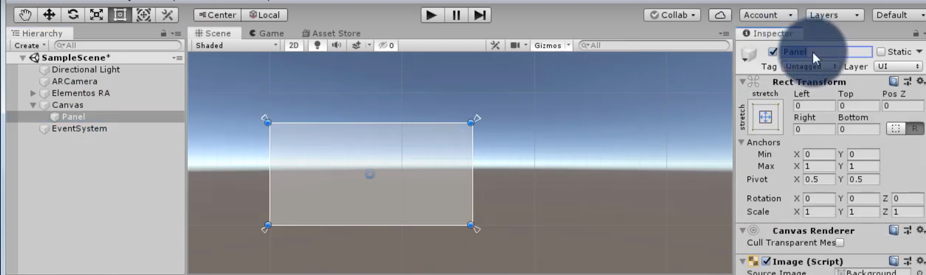 Center Local Collab Account Layers Default
Hierarchy Scene Game Asset Store Inspector
Create All Shaded 2D 0 Gizmos All Panel Static
SampleScene*
Tag Untagged Layer UI
Directional Light
ARCamera
Elementos RA
Canvas
Panel
EventSystem
Rect Transform
stretch Left Top Pos Z
stretch 0 0 0
Right Bottom
0 0 R
Anchors
Min X 0 Y 0
Max X 1 Y 1
Pivot X 0.5 Y 0.5
Rotation X 0 Y 0 Z 0
Scale X 1 Y 1 Z 1
Canvas Renderer
Cull Transparent Mes
Image (Script)
Source Image Background